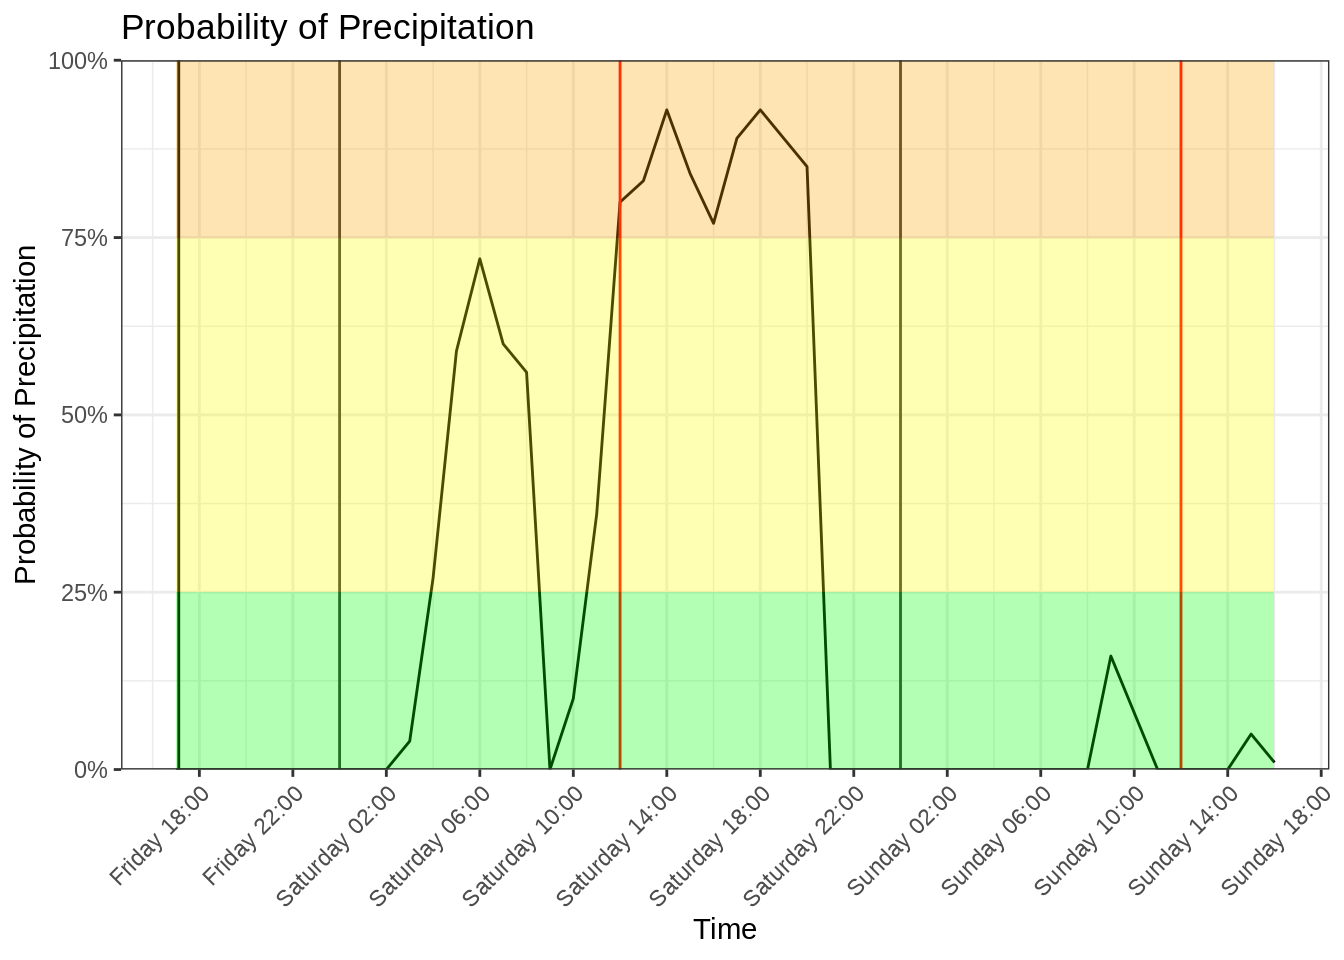 Probability of Precipitation
100%
75%
50%
25%
0%
Probability of Precipitation
Friday 18:00
Friday 22:00
Saturday 02:00
Saturday 06:00
Saturday 10:00
Saturday 14:00
Saturday 18:00
Saturday 22:00
Sunday 02:00
Sunday 06:00
Sunday 10:00
Sunday 14:00
Sunday 18:00
Time